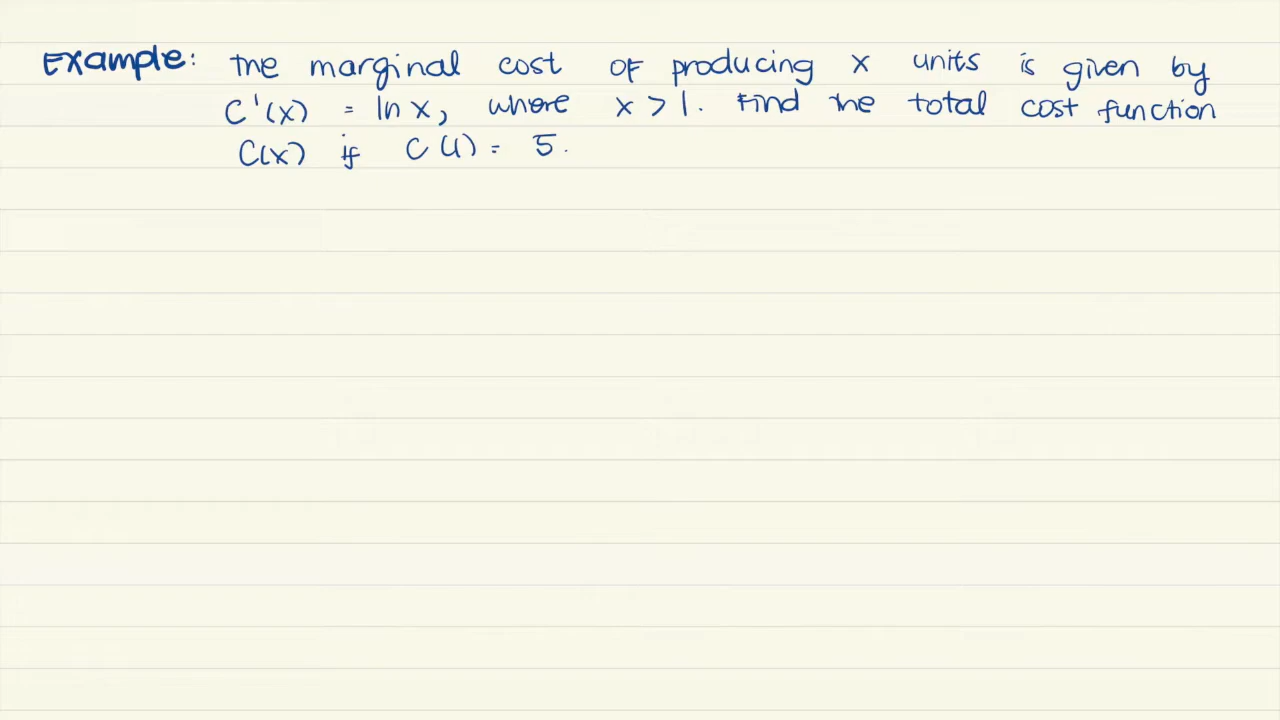 Example: The marginal cost of producing x units is given by
C'(x) = ln x, where x > 1. Find the total cost function
C(x) if C(1) = 5.